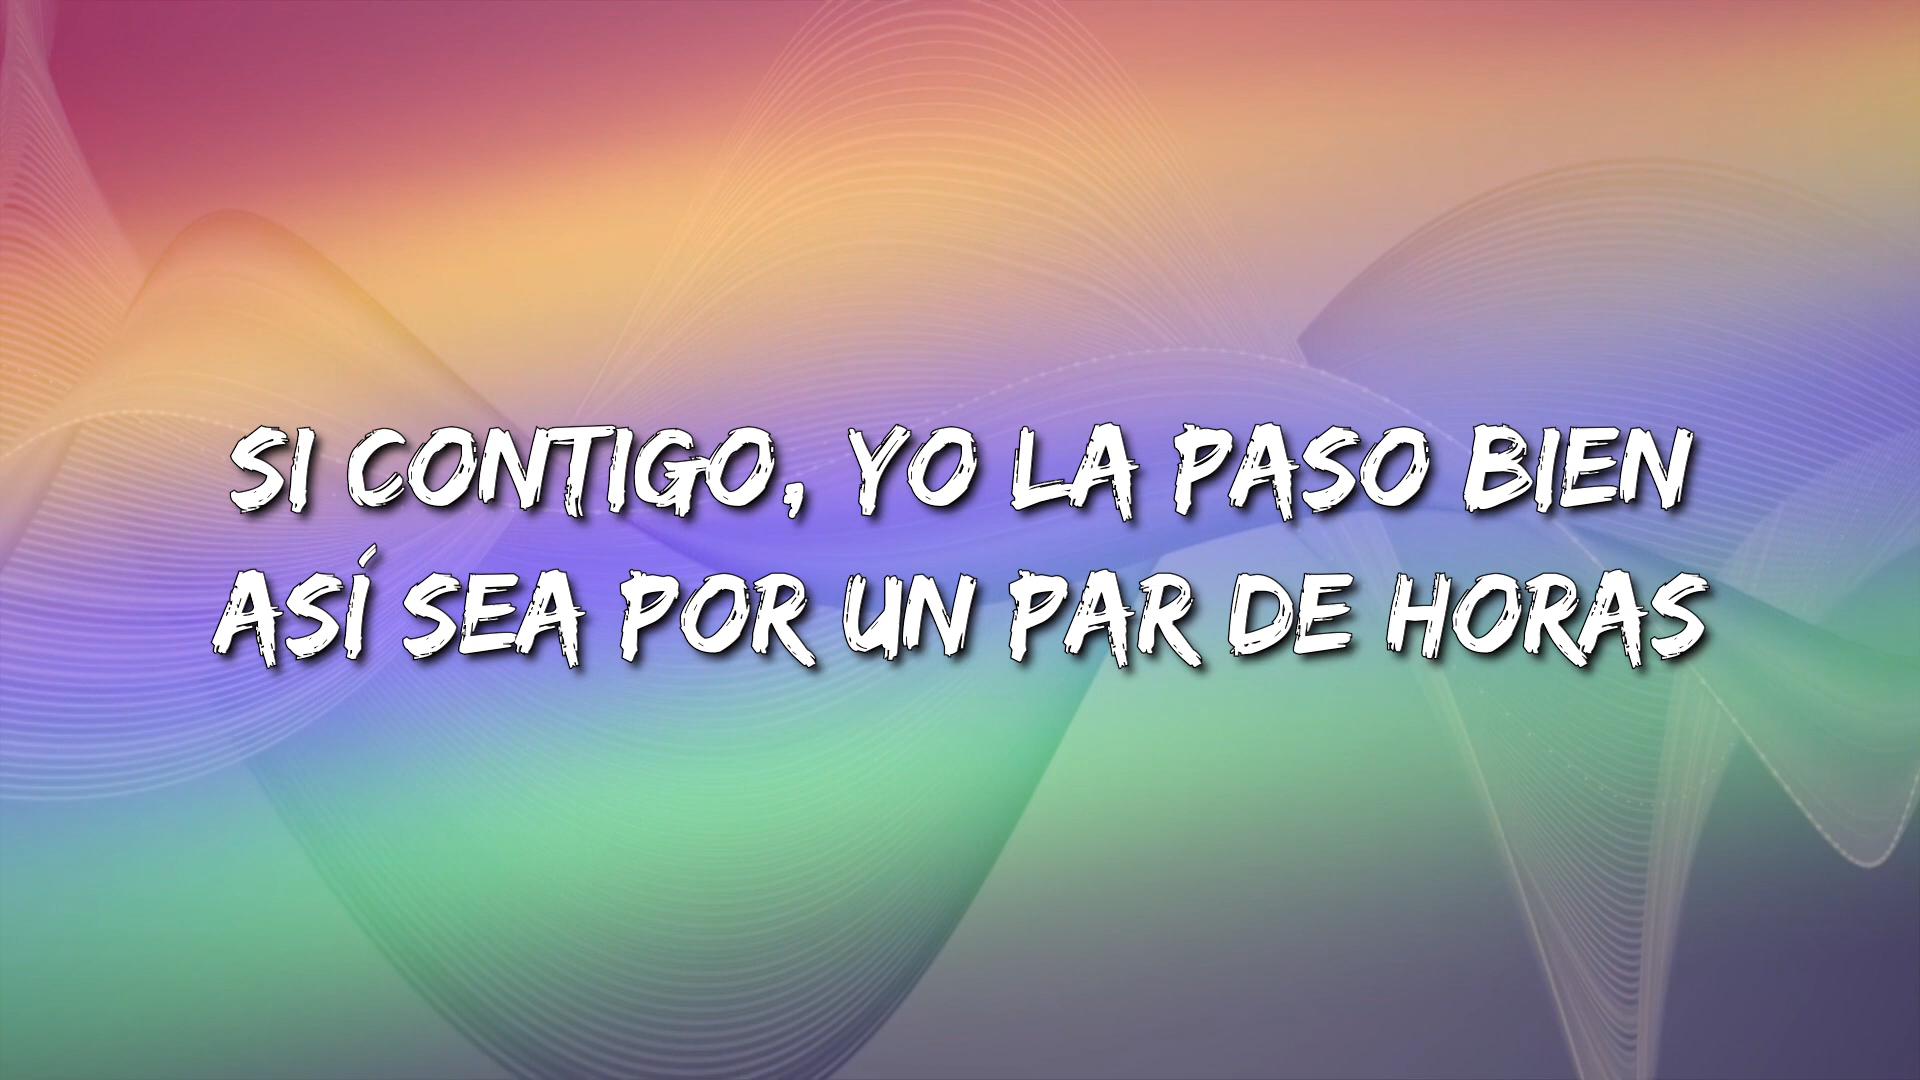 SI CONTIGO, YO LA PASO BIEN
ASÍ SEA POR UN PAR DE HORAS